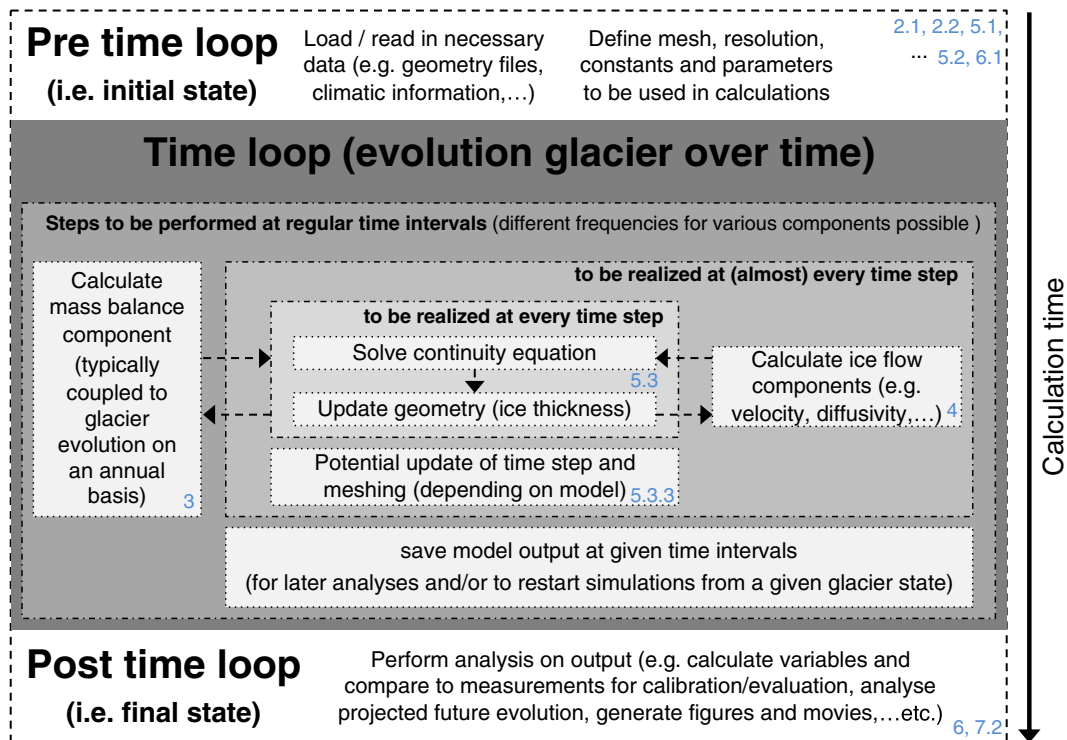 Pre time loop
(i.e. initial state)
Load / read in necessary
data (e.g. geometry files,
climatic information,…)
Define mesh, resolution,
constants and parameters
to be used in calculations
2.1, 2.2, 5.1,
... 5.2, 6.1
Time loop (evolution glacier over time)
Steps to be performed at regular time intervals (different frequencies for various components possible )
Calculate
mass balance
component
(typically
coupled to
glacier
evolution on
an annual
basis)
3
to be realized at (almost) every time step
to be realized at every time step
Solve continuity equation
5.3
Update geometry (ice thickness)
Calculate ice flow
components (e.g.
velocity, diffusivity,…)
4
Potential update of time step and
meshing (depending on model)
5.3.3
save model output at given time intervals
(for later analyses and/or to restart simulations from a given glacier state)
Post time loop
(i.e. final state)
Perform analysis on output (e.g. calculate variables and
compare to measurements for calibration/evaluation, analyse
projected future evolution, generate figures and movies,…etc.)
6, 7.2
Calculation time